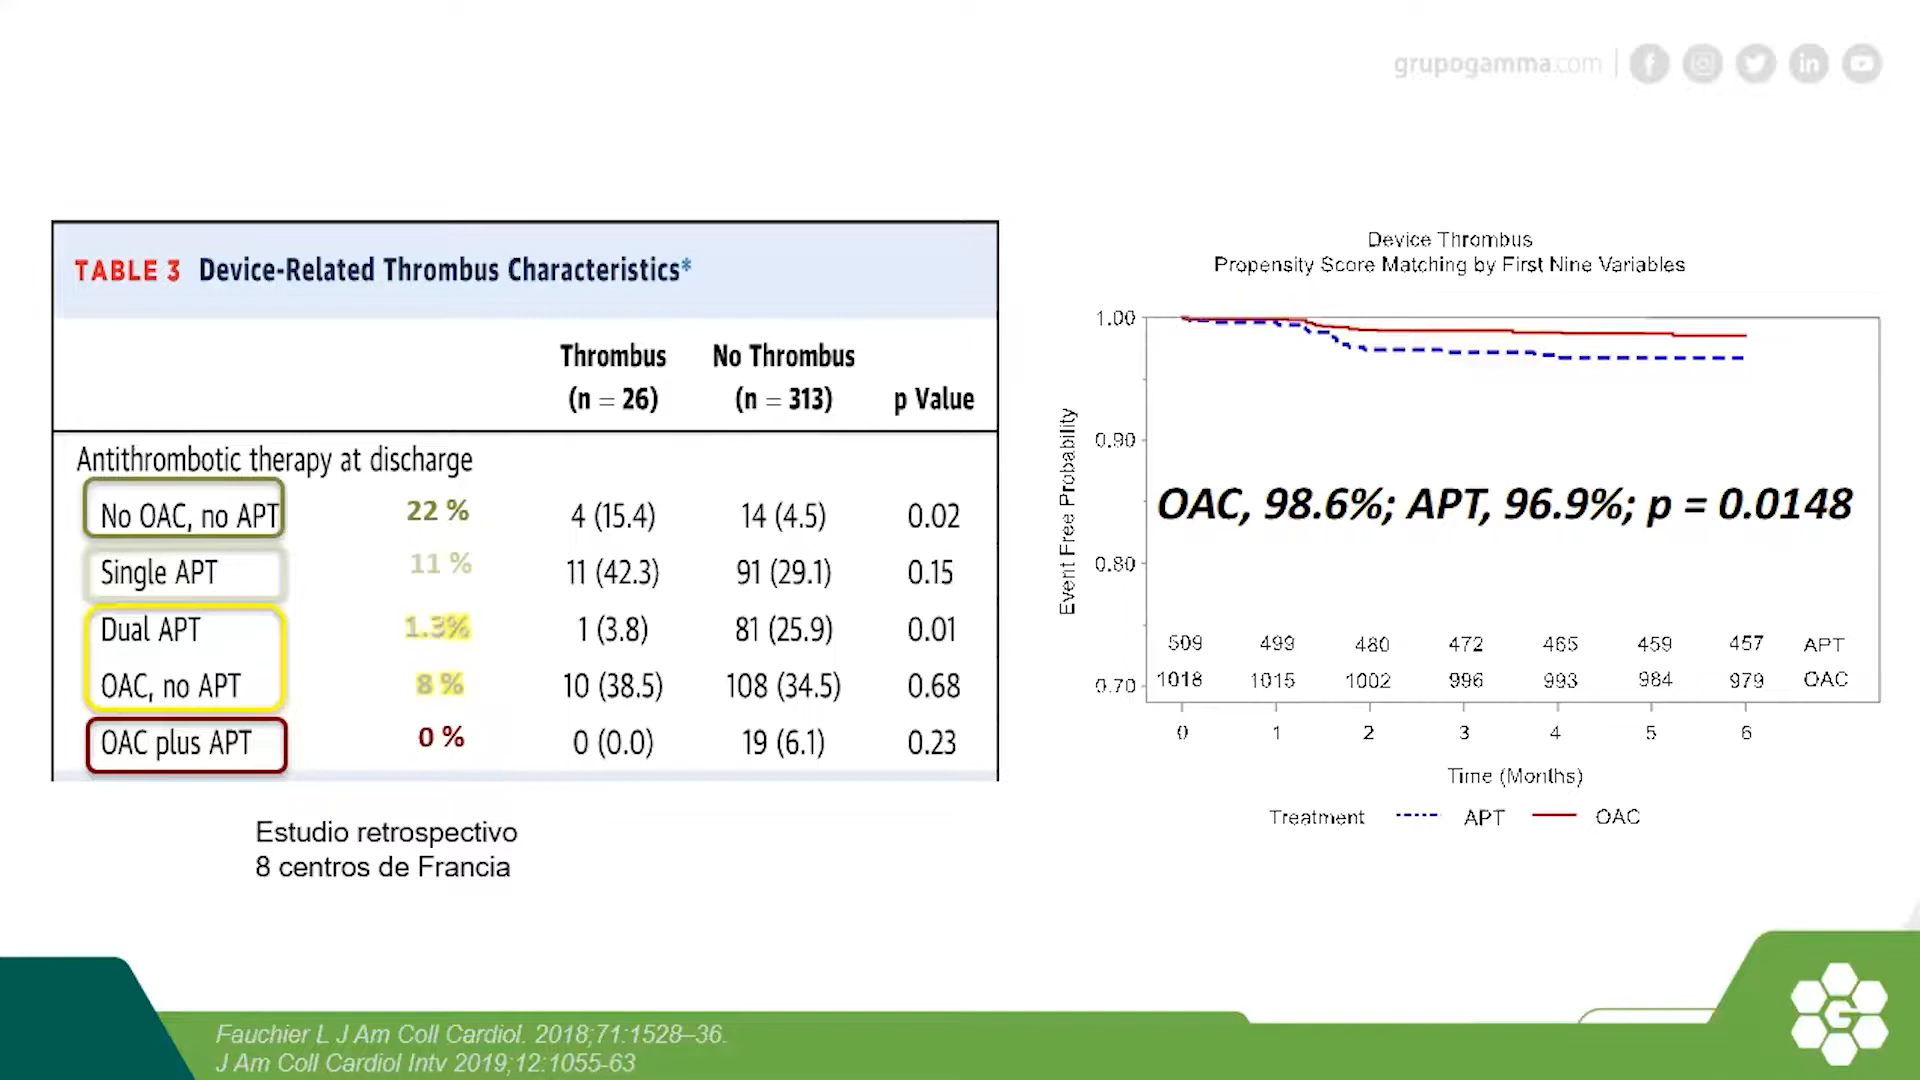 grupogamma.com
TABLE 3 Device-Related Thrombus Characteristics*
Thrombus (n = 26) No Thrombus (n = 313) p Value
Antithrombotic therapy at discharge
No OAC, no APT 22 % 4 (15.4) 14 (4.5) 0.02
Single APT 11 % 11 (42.3) 91 (29.1) 0.15
Dual APT 1.3% 1 (3.8) 81 (25.9) 0.01
OAC, no APT 8 % 10 (38.5) 108 (34.5) 0.68
OAC plus APT 0 % 0 (0.0) 19 (6.1) 0.23
Estudio retrospectivo
8 centros de Francia
Device Thrombus
Propensity Score Matching by First Nine Variables
Event Free Probability
1.00
0.90
OAC, 98.6%; APT, 96.9%; p = 0.0148
0.80
509 499 480 472 465 459 457 APT
0.70 1018 1015 1002 996 993 984 979 OAC
0 1 2 3 4 5 6
Time (Months)
Treatment APT OAC
Fauchier L J Am Coll Cardiol. 2018;71:1528–36.
J Am Coll Cardiol Intv 2019;12:1055-63